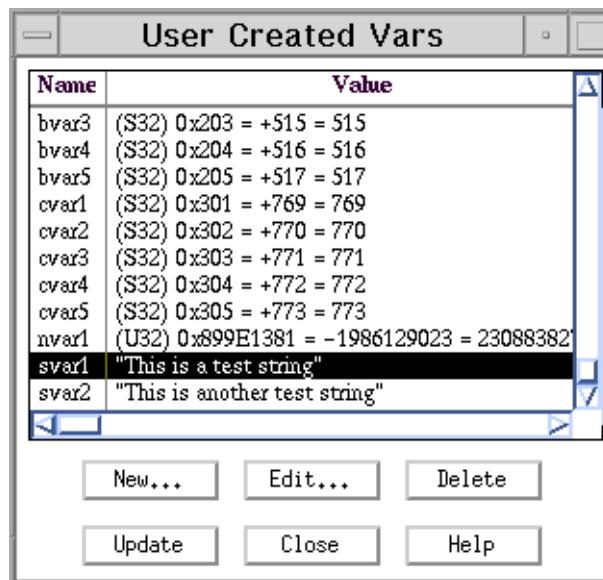 User Created Vars
Name Value
bvar3 (S32) 0x203 = +515 = 515
bvar4 (S32) 0x204 = +516 = 516
bvar5 (S32) 0x205 = +517 = 517
cvar1 (S32) 0x301 = +769 = 769
cvar2 (S32) 0x302 = +770 = 770
cvar3 (S32) 0x303 = +771 = 771
cvar4 (S32) 0x304 = +772 = 772
cvar5 (S32) 0x305 = +773 = 773
nvar1 (U32) 0x899E1381 = -1986129023 = 230883827
svar1 "This is a test string"
svar2 "This is another test string"
New... Edit... Delete
Update Close Help